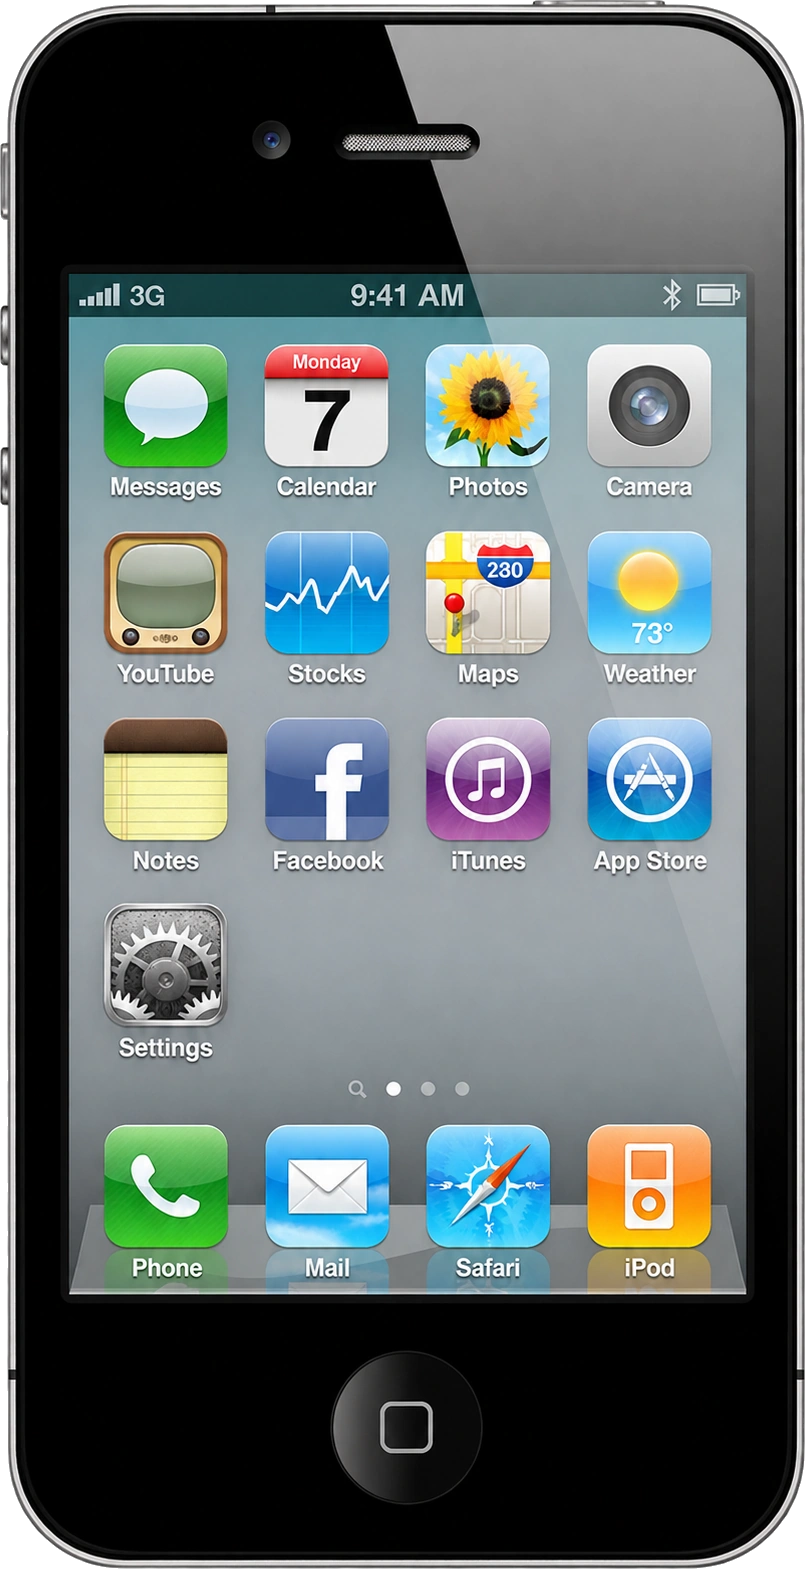 3G 9:41 AM
Monday
7
Messages Calendar Photos Camera
280
73°
YouTube Stocks Maps Weather
f
Notes Facebook iTunes App Store
Settings
Phone Mail Safari iPod